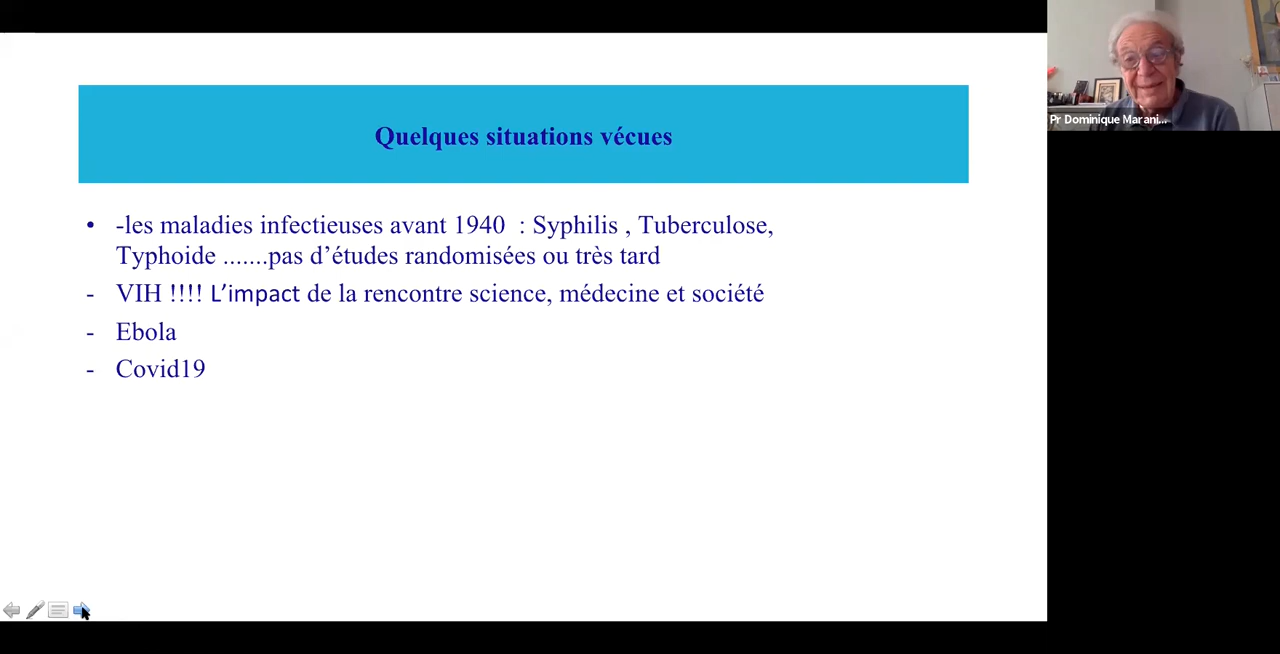 Quelques situations vécues
• -les maladies infectieuses avant 1940 : Syphilis , Tuberculose,
Typhoide .......pas d’études randomisées ou très tard
- VIH !!!! L’impact de la rencontre science, médecine et société
- Ebola
- Covid19
Pr Dominique Marani...